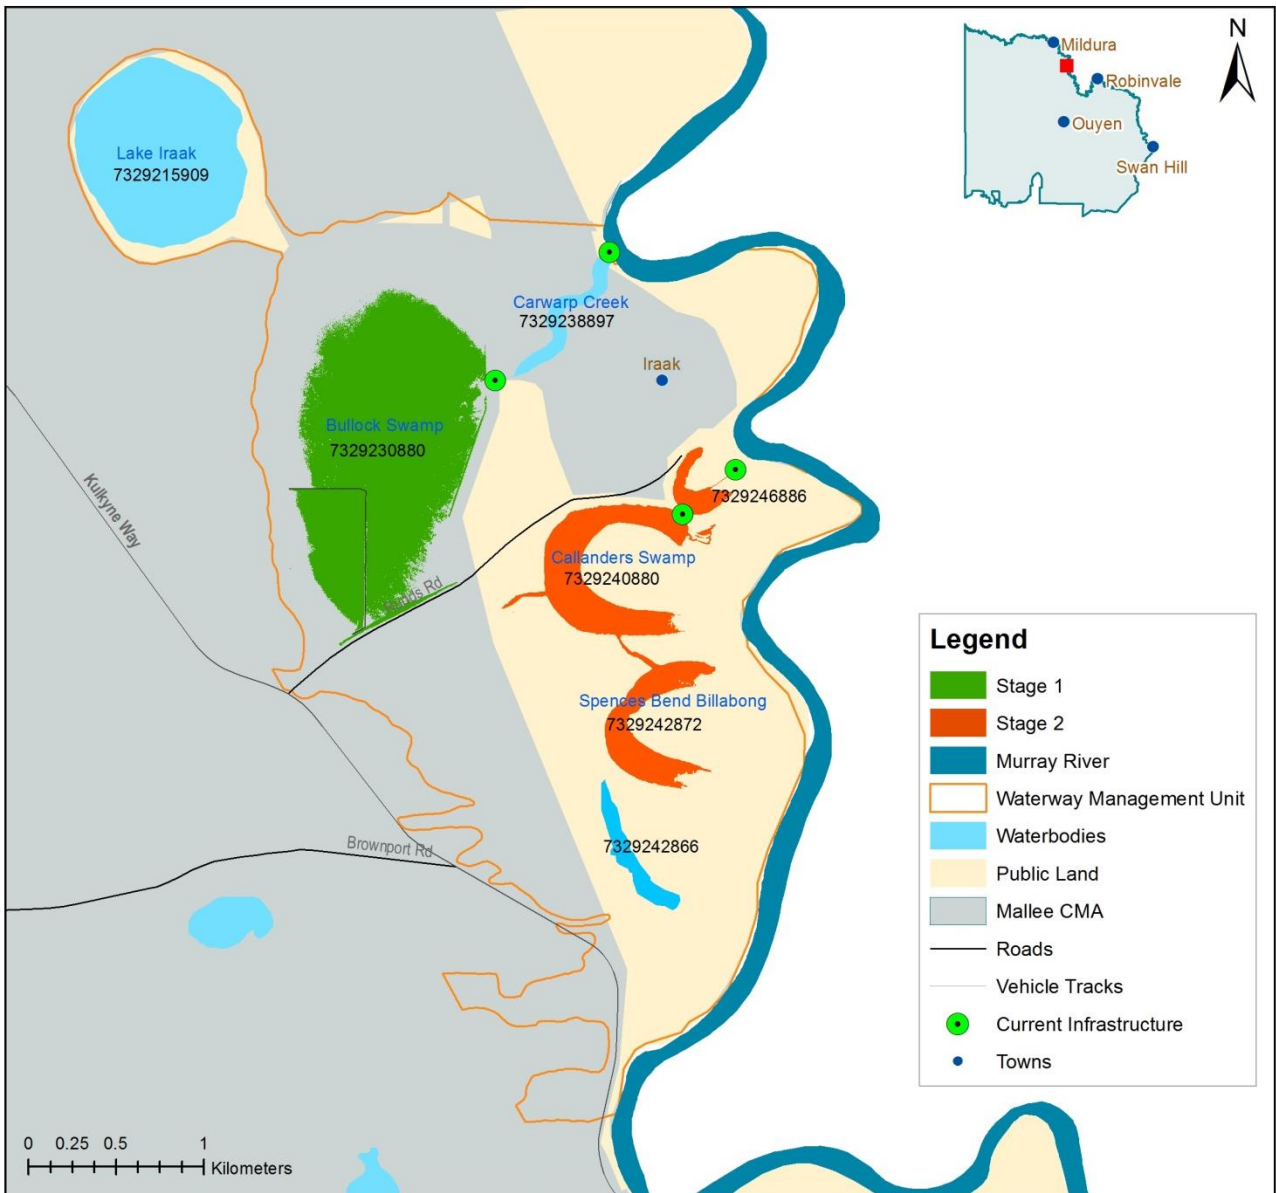 N
Mildura
Robinvale
Ouyen
Swan Hill
Lake Iraak
7329215909
Carwarp Creek
7329238897
Iraak
Bullock Swamp
7329230880
Kulkyne Way
7329246886
Callanders Swamp
7329240880
Rd
Spences Bend Billabong
7329242872
7329242866
Brownport Rd
Legend
Stage 1
Stage 2
Murray River
Waterway Management Unit
Waterbodies
Public Land
Mallee CMA
Roads
Vehicle Tracks
Current Infrastructure
Towns
0 0.25 0.5 1
Kilometers